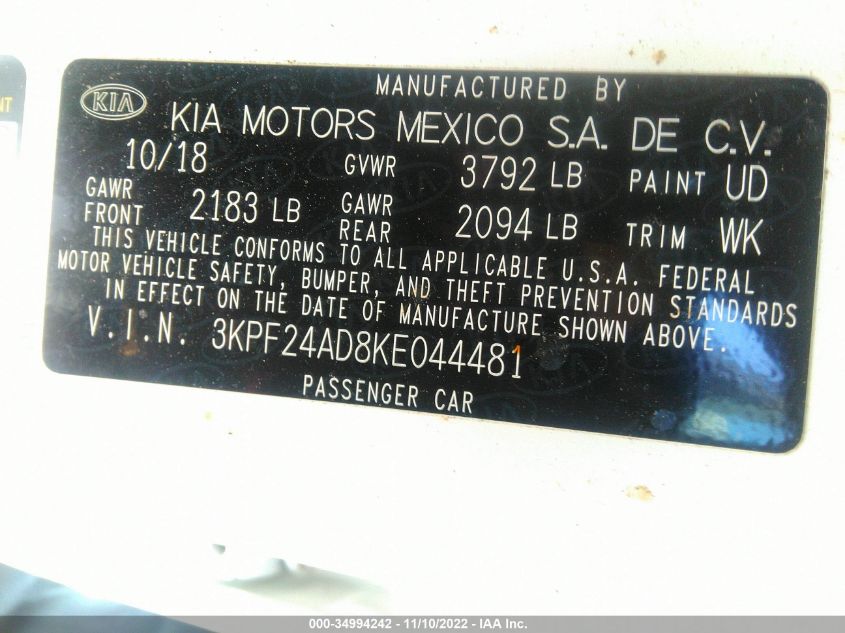 MANUFACTURED BY
KIA KIA MOTORS MEXICO S.A. DE C.V.
10/18 GVWR 3792 LB PAINT UD
GAWR FRONT 2183 LB GAWR REAR 2094 LB TRIM WK
THIS VEHICLE CONFORMS TO ALL APPLICABLE U.S.A. FEDERAL
MOTOR VEHICLE SAFETY, BUMPER, AND THEFT PREVENTION STANDARDS
IN EFFECT ON THE DATE OF MANUFACTURE SHOWN ABOVE.
V.I.N. 3KPF24AD8KE044481
PASSENGER CAR
000-34994242 - 11/10/2022 - IAA Inc.